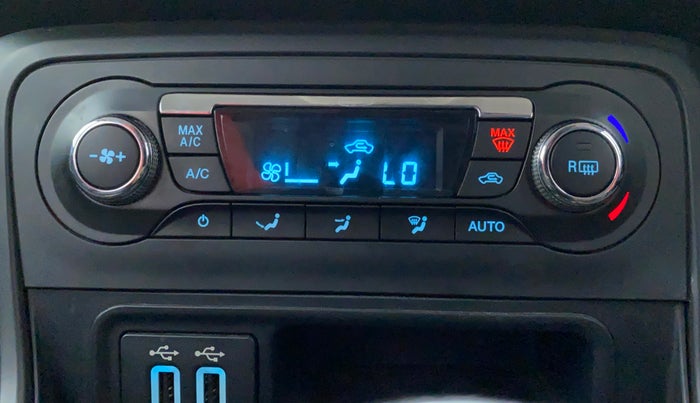 MAX
A/C
MAX
- +
A/C
LO
R
AUTO